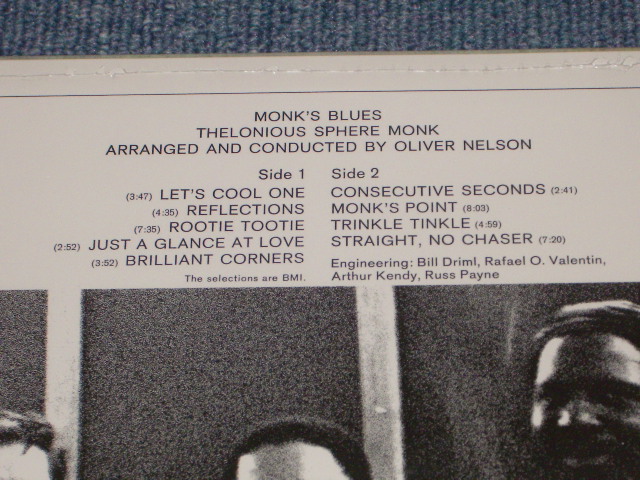 MONK'S BLUES
THELONIOUS SPHERE MONK
ARRANGED AND CONDUCTED BY OLIVER NELSON
Side 1
(3:47) LET'S COOL ONE
(4:35) REFLECTIONS
(7:35) ROOTIE TOOTIE
(2:52) JUST A GLANCE AT LOVE
(3:52) BRILLIANT CORNERS
The selections are BMI.
Side 2
CONSECUTIVE SECONDS (2:41)
MONK'S POINT (8:03)
TRINKLE TINKLE (4:59)
STRAIGHT, NO CHASER (7:20)
Engineering: Bill Driml, Rafael O. Valentin,
Arthur Kendy, Russ Payne